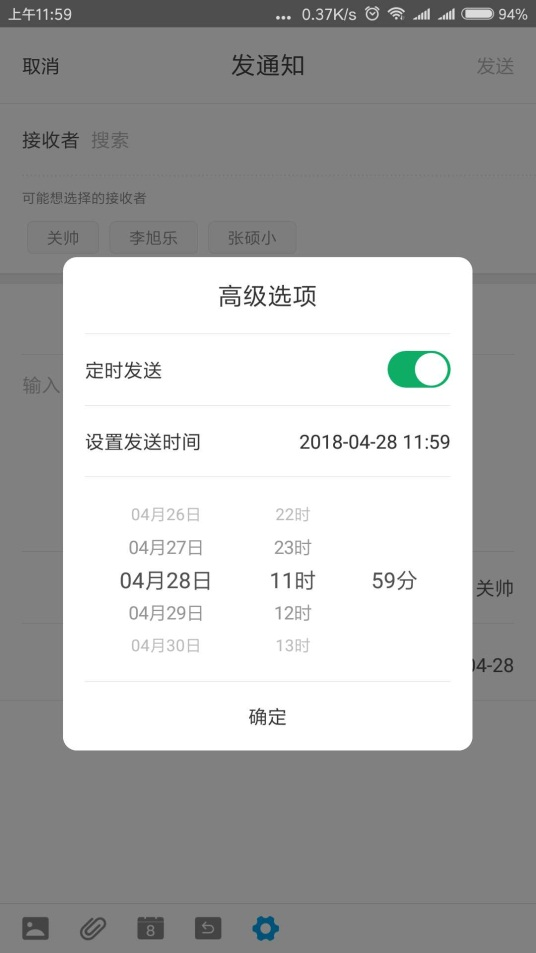 上午11:59 ... 0.37K/s 94%
取消 发通知 发送
接收者 搜索
可能想选择的接收者
关帅 李旭乐 张硕小
高级选项
定时发送
输入
设置发送时间 2018-04-28 11:59
04月26日 22时
04月27日 23时
04月28日 11时 59分
关帅
04月29日 12时
04月30日 13时
04-28
确定
8